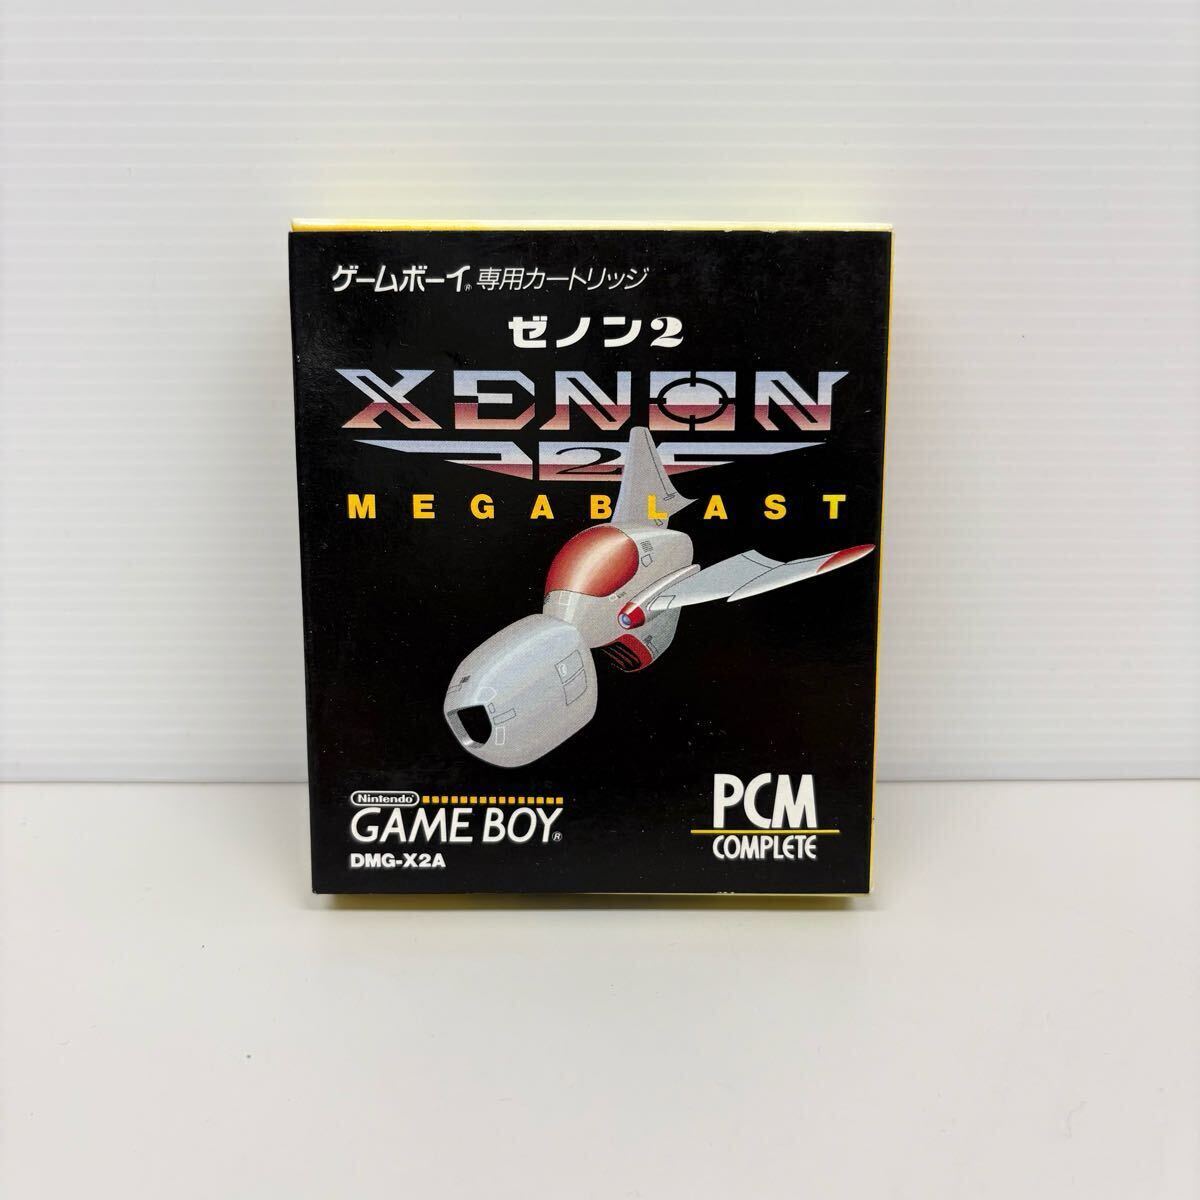 ゲームボーイ® 専用カートリッジ
ゼノン2
XENON
2
MEGABLAST
Nintendo
GAME BOY®
DMG-X2A
PCM
COMPLETE